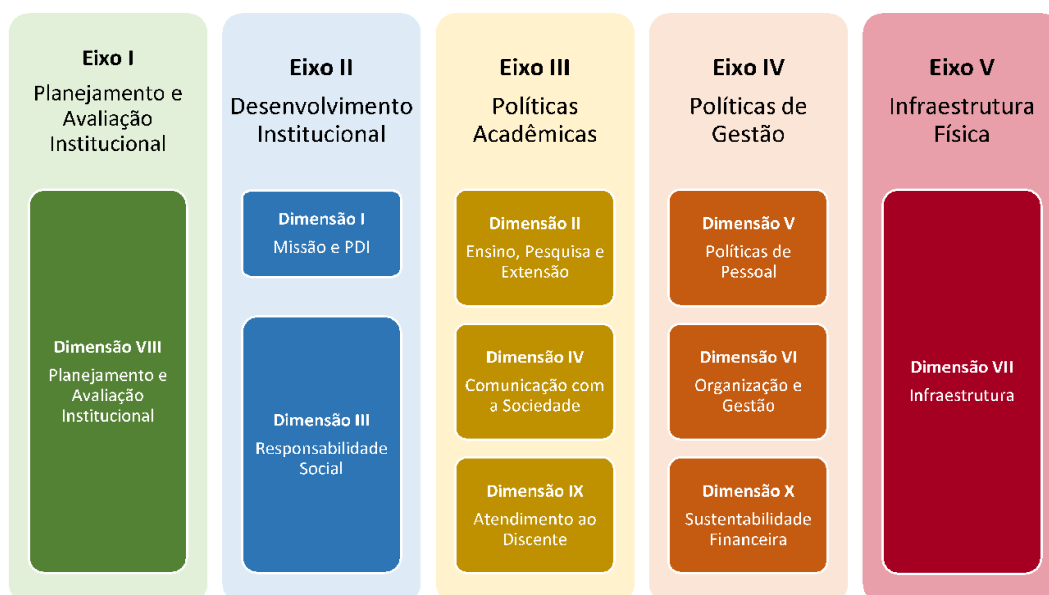 Eixo I
Planejamento e
Avaliação
Institucional
Dimensão VIII
Planejamento e
Avaliação
Institucional
Eixo II
Desenvolvimento
Institucional
Dimensão I
Missão e PDI
Dimensão III
Responsabilidade
Social
Eixo III
Políticas
Acadêmicas
Dimensão II
Ensino, Pesquisa e
Extensão
Dimensão IV
Comunicação com
a Sociedade
Dimensão IX
Atendimento ao
Discente
Eixo IV
Políticas de
Gestão
Dimensão V
Políticas de
Pessoal
Dimensão VI
Organização e
Gestão
Dimensão X
Sustentabilidade
Financeira
Eixo V
Infraestrutura
Física
Dimensão VII
Infraestrutura